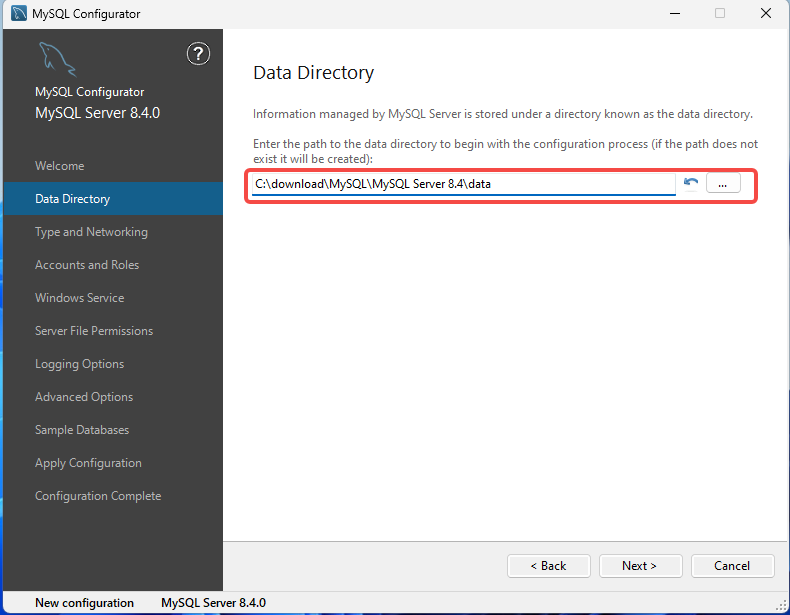 MySQL Configurator
?
MySQL Configurator
MySQL Server 8.4.0
Welcome
Data Directory
Type and Networking
Accounts and Roles
Windows Service
Server File Permissions
Logging Options
Advanced Options
Sample Databases
Apply Configuration
Configuration Complete
Data Directory
Information managed by MySQL Server is stored under a directory known as the data directory.
Enter the path to the data directory to begin with the configuration process (if the path does not
exist it will be created):
C:\download\MySQL\MySQL Server 8.4\data
...
< Back
Next >
Cancel
New configuration
MySQL Server 8.4.0